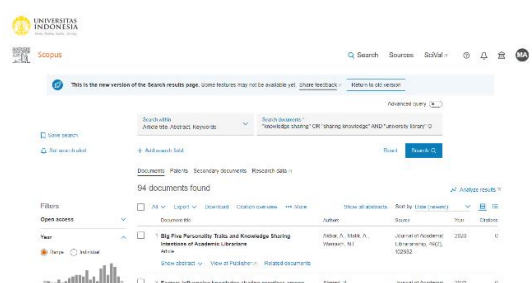 UNIVERSITAS
INDONESIA
Scopus
Search Sources SciVal
MA
This is the new version of the Search results page. Some features may not be available yet. Share feedback Return to old version
Advanced query
Search within
Article title, Abstract, Keywords
Search documents *
"knowledge sharing" OR "sharing knowledge" AND "university library" O
Save search
Set search alert
+ Add search field
Reset Search
Documents Patents Secondary documents Research data
94 documents found
Analyze results
Filters
All Export Download Citation overview ••• More Show all abstracts Sort by Date (newest)
Open access
Document title Authors Source Year Citations
Year
Range Individual
1 Big Five Personality Traits and Knowledge Sharing Intentions of Academic Librarians
Article
Journal of Academic Librarianship, 49(2), 102662
0
Show abstract View at Publisher Related documents